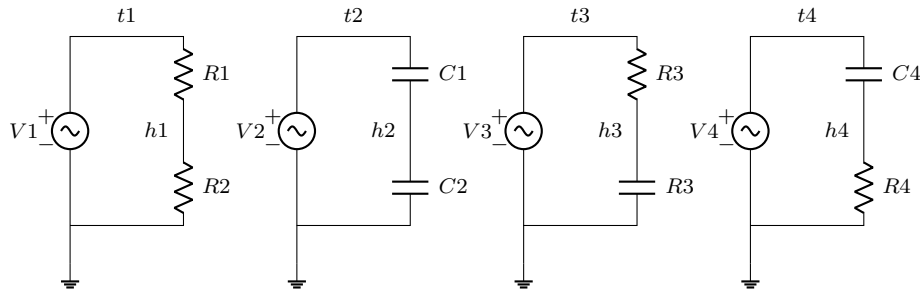 t1 t2 t3 t4
R1 C1 R3 C4
V1 + − h1 V2 + − h2 V3 + − h3 V4 + − h4
R2 C2 R3 R4